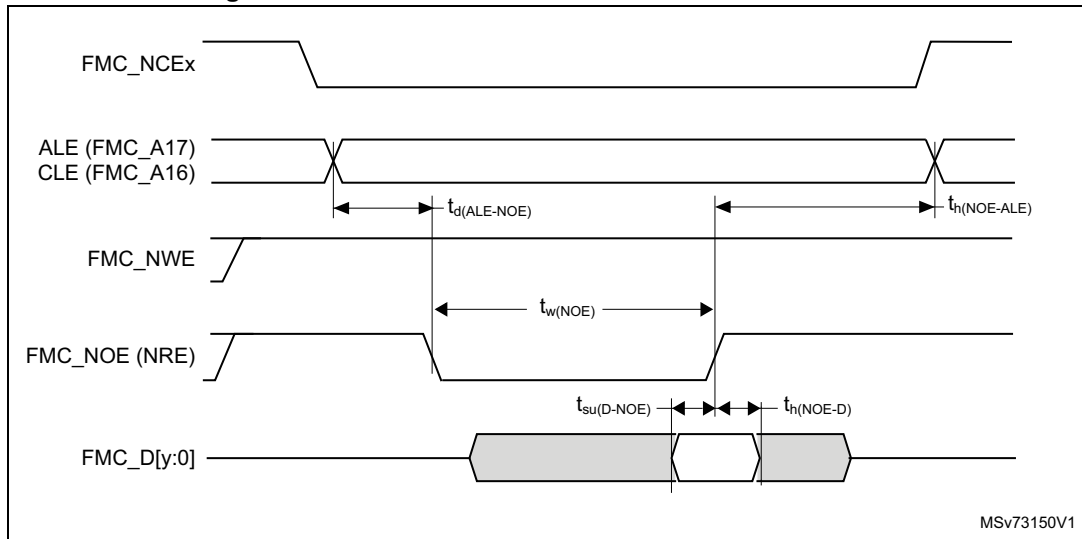 FMC_NCEx
ALE (FMC_A17)
CLE (FMC_A16)
td(ALE-NOE)
th(NOE-ALE)
FMC_NWE
tw(NOE)
FMC_NOE (NRE)
tsu(D-NOE)
th(NOE-D)
FMC_D[y:0]
MSv73150V1